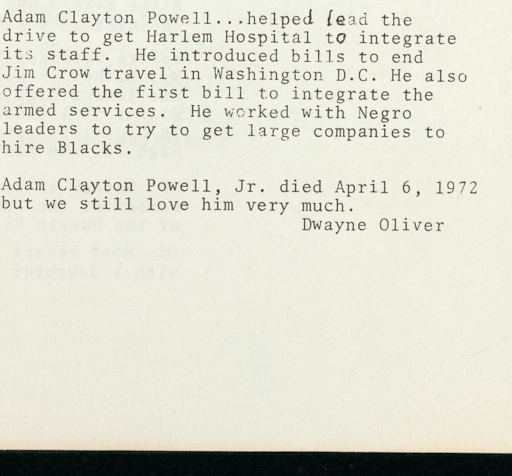 Adam Clayton Powell...helped lead the
drive to get Harlem Hospital to integrate
its staff.  He introduced bills to end
Jim Crow travel in Washington D.C. He also
offered the first bill to integrate the
armed services.  He worked with Negro
leaders to try to get large companies to
hire Blacks.
Adam Clayton Powell, Jr. died April 6, 1972
but we still love him very much.
Dwayne Oliver